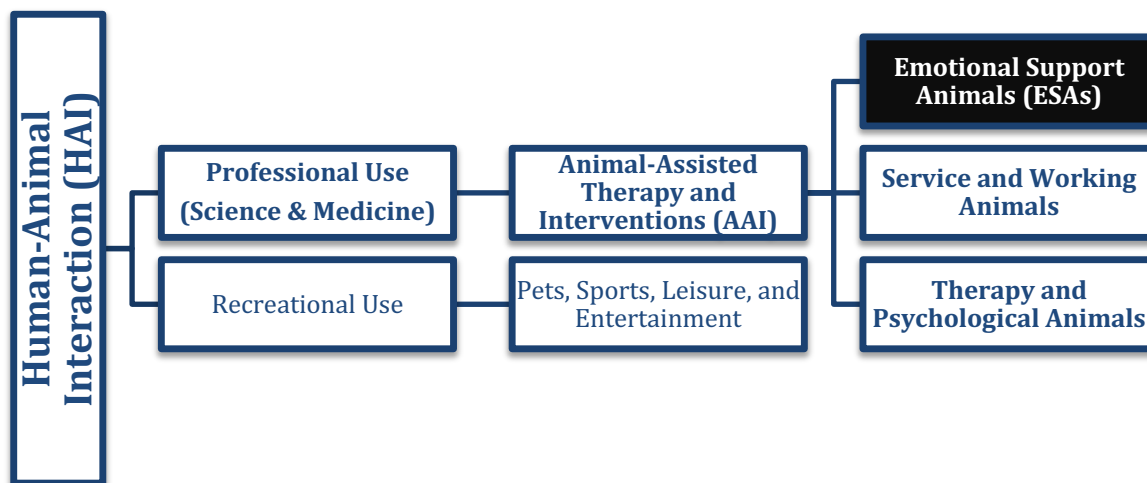 Human-Animal
Interaction (HAI)
Professional Use
(Science & Medicine)
Recreational Use
Animal-Assisted
Therapy and
Interventions (AAI)
Pets, Sports, Leisure, and
Entertainment
Emotional Support
Animals (ESAs)
Service and Working
Animals
Therapy and
Psychological Animals